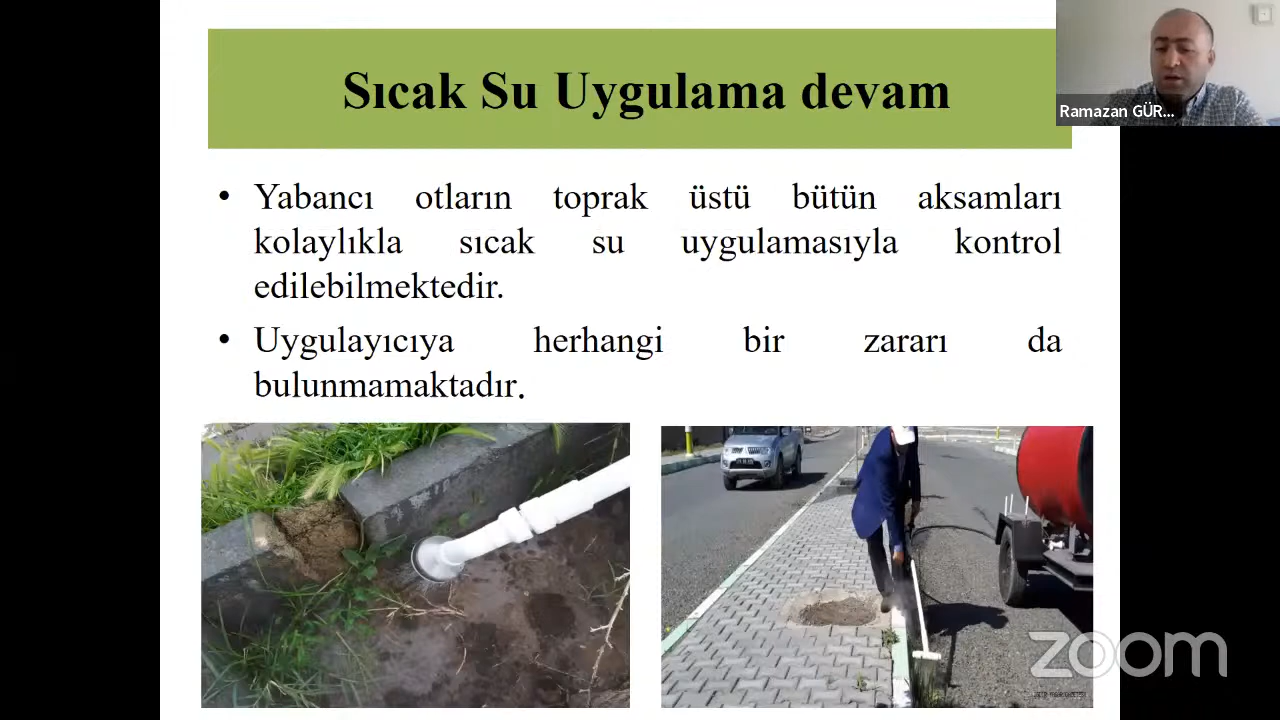 Sıcak Su Uygulama devam
Ramazan GÜR...
• Yabancı otların toprak üstü bütün aksamları
kolaylıkla sıcak su uygulamasıyla kontrol
edilebilmektedir.
• Uygulayıcıya herhangi bir zararı da
bulunmamaktadır.
zoom